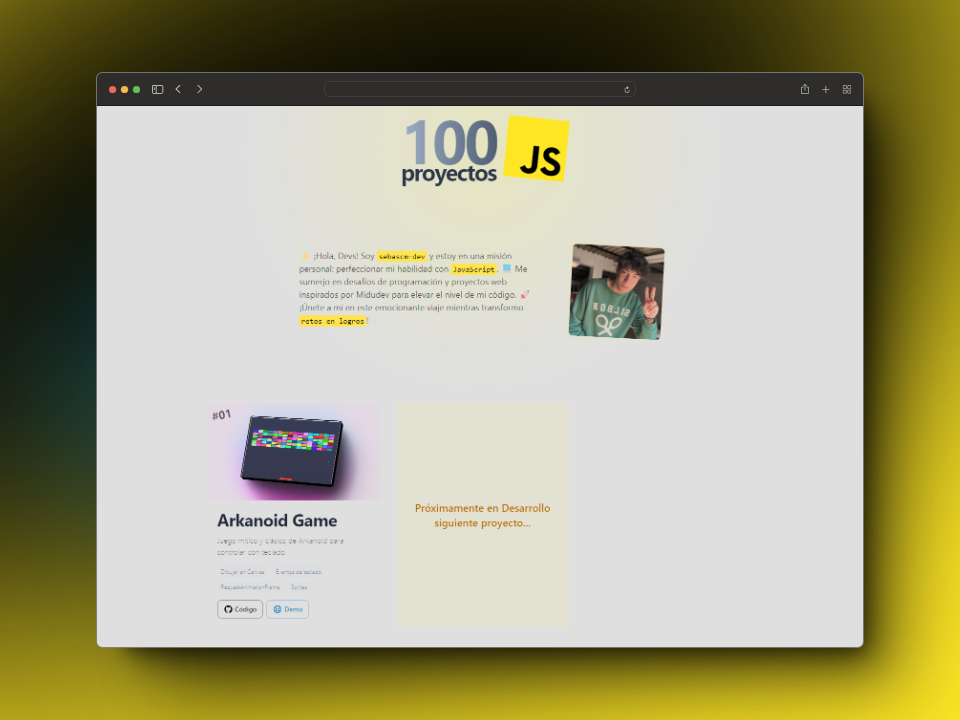 100
proyectos
JS
✨ ¡Hola, Devs! Soy sebascm-dev y estoy en una misión
personal: perfeccionar mi habilidad con JavaScript. Me
sumerjo en desafíos de programación y proyectos web
inspirados por Midudev para elevar el nivel de mi código. 🚀
¡Únete a mí en este emocionante viaje mientras transformo
retos en logros!
#01
Arkanoid Game
Juego mítico y clásico de Arkanoid para
controlar con teclado
Dibujar en Canvas Eventos de teclado
RequestAnimationFrame Sprites
Código Demo
Próximamente en Desarrollo
siguiente proyecto...